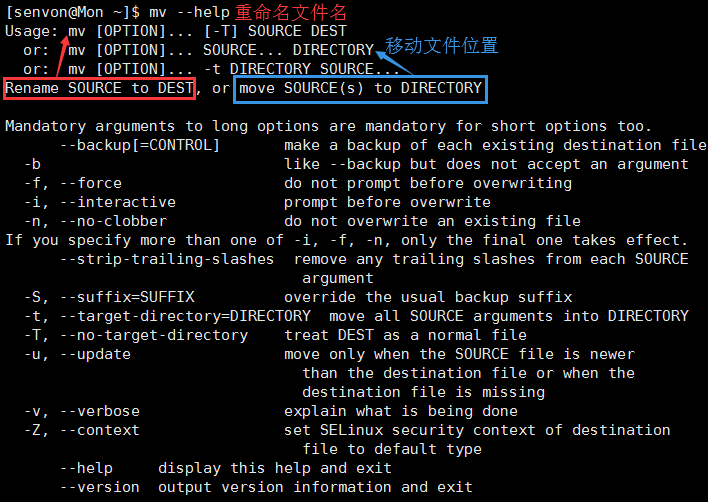 [senvon@Mon ~]$ mv --help 重命名文件名
Usage: mv [OPTION]... [-T] SOURCE DEST
  or:  mv [OPTION]... SOURCE... DIRECTORY 移动文件位置
  or:  mv [OPTION]... -t DIRECTORY SOURCE...
Rename SOURCE to DEST, or move SOURCE(s) to DIRECTORY

Mandatory arguments to long options are mandatory for short options too.
      --backup[=CONTROL]       make a backup of each existing destination file
  -b                           like --backup but does not accept an argument
  -f, --force                  do not prompt before overwriting
  -i, --interactive            prompt before overwrite
  -n, --no-clobber             do not overwrite an existing file
If you specify more than one of -i, -f, -n, only the final one takes effect.
      --strip-trailing-slashes  remove any trailing slashes from each SOURCE
                                 argument
  -S, --suffix=SUFFIX          override the usual backup suffix
  -t, --target-directory=DIRECTORY  move all SOURCE arguments into DIRECTORY
  -T, --no-target-directory    treat DEST as a normal file
  -u, --update                 move only when the SOURCE file is newer
                                 than the destination file or when the
                                 destination file is missing
  -v, --verbose                explain what is being done
  -Z, --context                set SELinux security context of destination
                                 file to default type
      --help     display this help and exit
      --version  output version information and exit